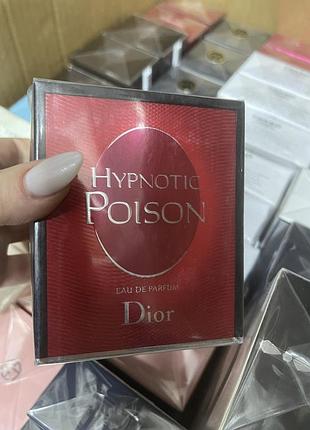 HYPNOTIC
POISON
EAU DE PARFUM
Dior